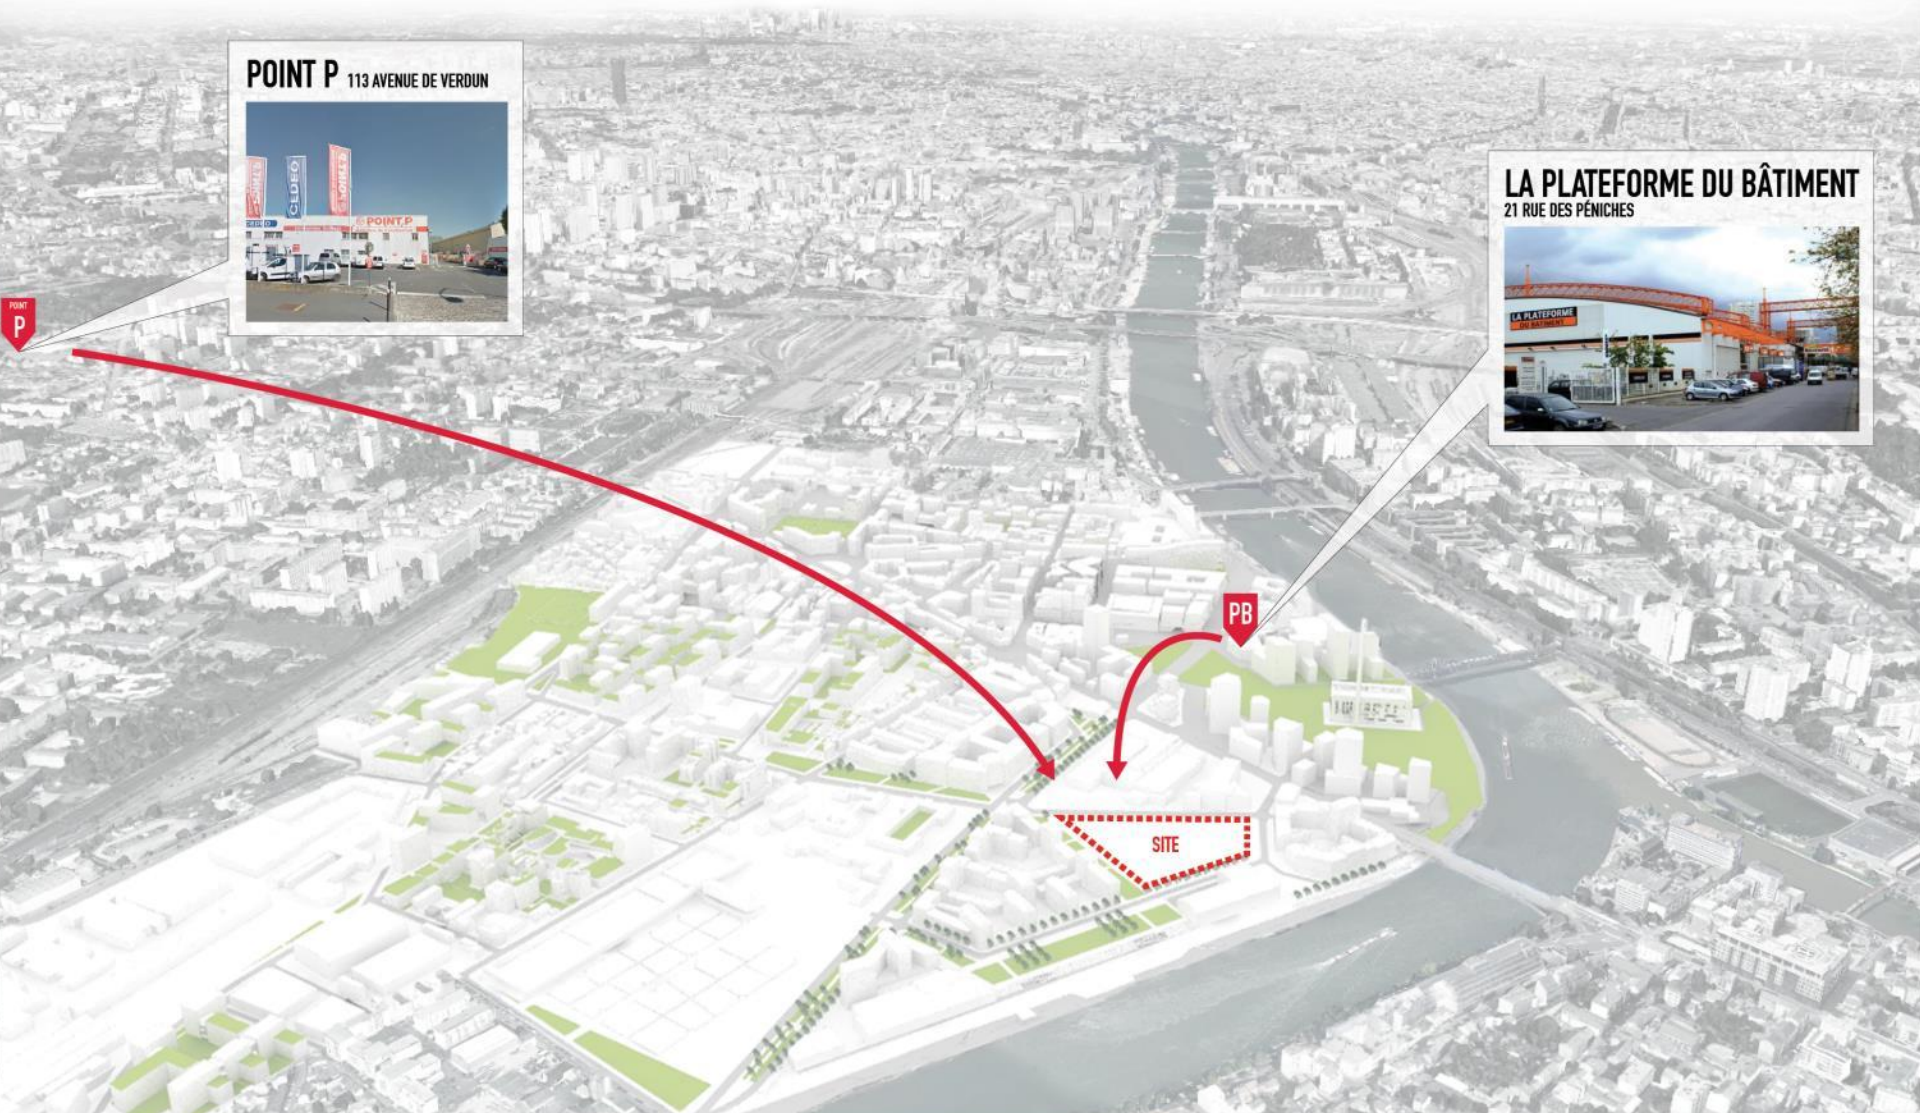 POINT P 113 AVENUE DE VERDUN
CEDEO
POINT.P
LA PLATEFORME DU BÂTIMENT
21 RUE DES PÉNICHES
LA PLATEFORME
DU BÂTIMENT
POINT
P
PB
SITE